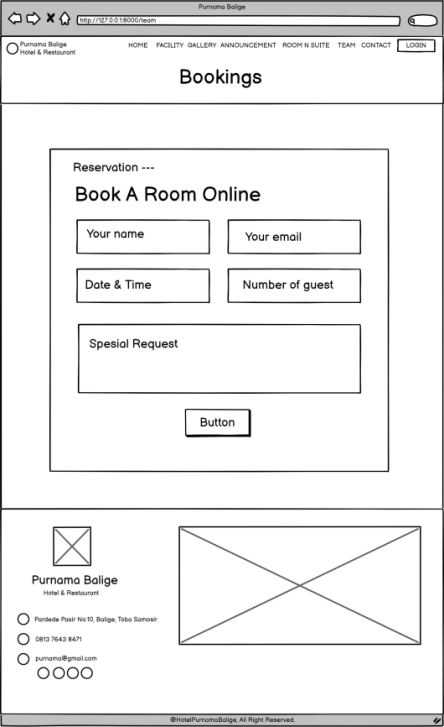 Purnama Balige
http://127.0.0.1:8000/team
Purnama Balige
Hotel & Restaurant
HOME FACILITY GALLERY ANNOUNCEMENT ROOM N SUITE TEAM CONTACT LOGIN
Bookings
Reservation ---
Book A Room Online
Your name
Your email
Date & Time
Number of guest
Spesial Request
Button
Purnama Balige
Hotel & Restaurant
Pardede Pasir No.10, Balige, Toba Samosir
0813 7643 8471
purnama@gmail.com
@HotelPurnamaBalige, All Right Reserved.